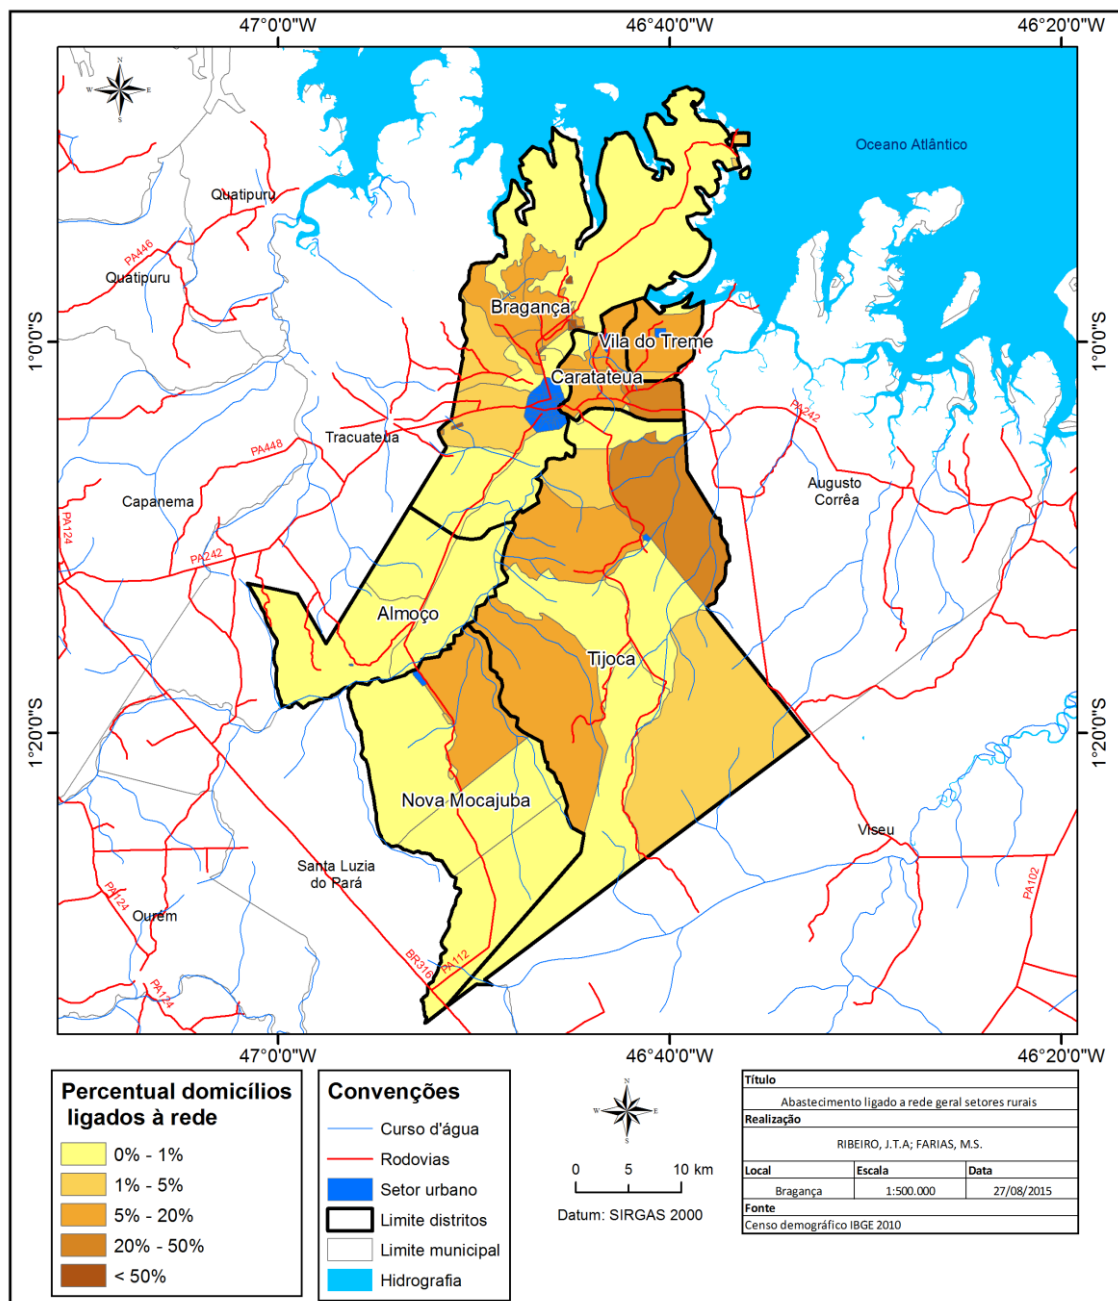 47°0'0"W
46°40'0"W
46°20'0"W
Oceano Atlântico
Quatipuru
PA446
Quatipuru
Bragança
1°0'0"S
1°0'0"S
Vila do Treme
Caratateua
PA242
Tracuateua
PA448
Capanema
Augusto
Corrêa
PA124
PA242
Almoço
Tijoca
1°20'0"S
1°20'0"S
Nova Mocajuba
Viseu
Santa Luzia
do Pará
PA124
PA102
Ourém
BR316
PA112
PA124
47°0'0"W
46°40'0"W
46°20'0"W
Percentual domicílios
ligados à rede
0% - 1%
1% - 5%
5% - 20%
20% - 50%
< 50%
Convenções
Curso d'água
Rodovias
Setor urbano
Limite distritos
Limite municipal
Hidrografia
0 5 10 km
Datum: SIRGAS 2000
Título
Abastecimento ligado a rede geral setores rurais
Realização
RIBEIRO, J.T.A; FARIAS, M.S.
Local Escala Data
Bragança 1:500.000 27/08/2015
Fonte
Censo demográfico IBGE 2010